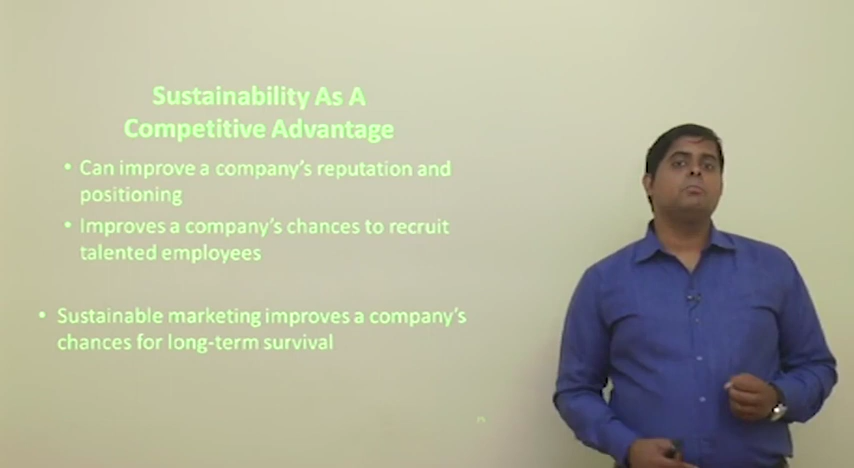 Sustainability As A
Competitive Advantage
• Can improve a company's reputation and
positioning
• Improves a company's chances to recruit
talented employees
• Sustainable marketing improves a company's
chances for long-term survival